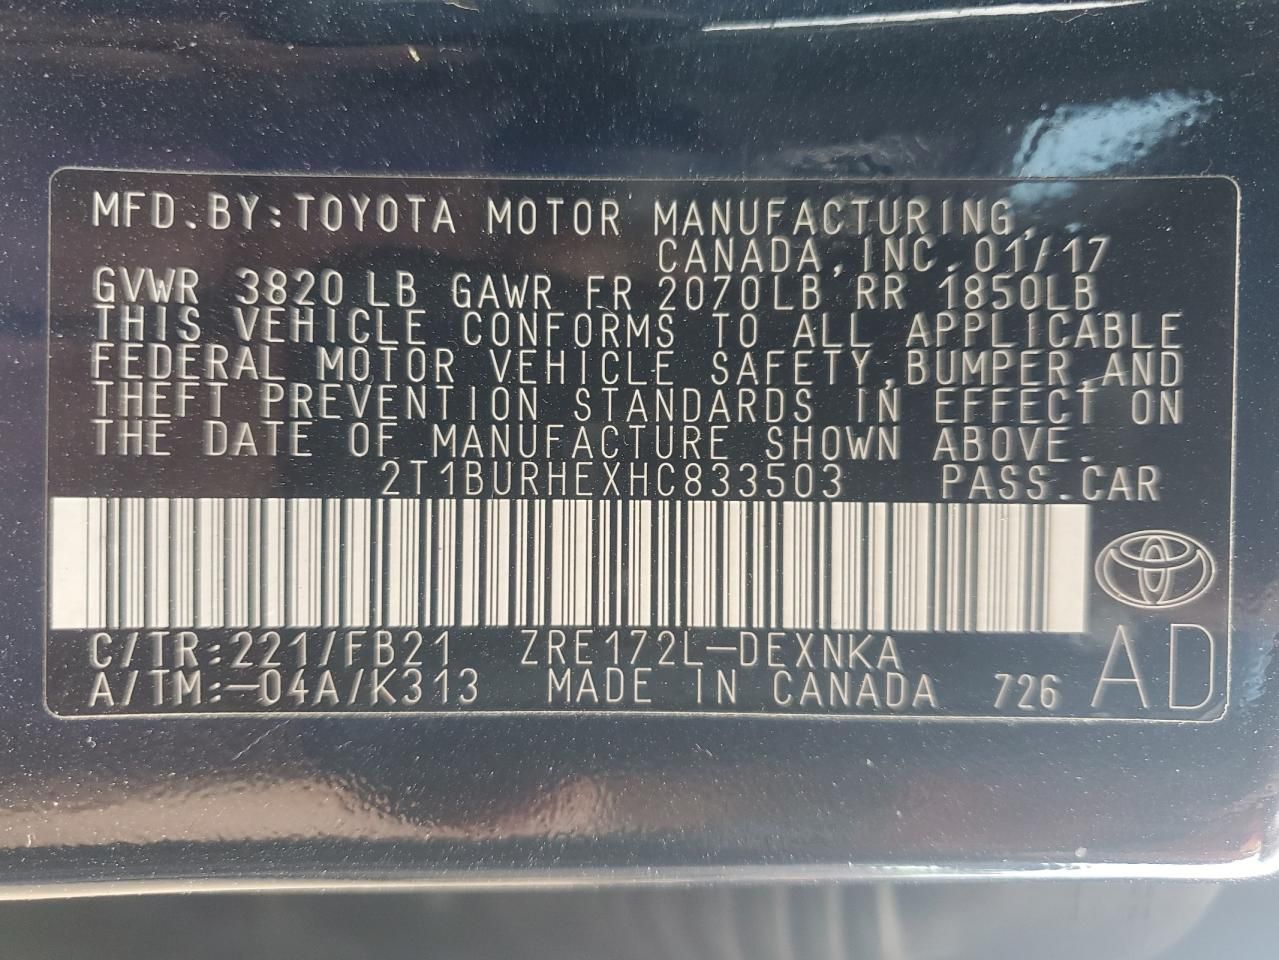 MFD.BY:TOYOTA MOTOR MANUFACTURING,
CANADA,INC.01/17
GVWR 3820 LB GAWR FR 2070LB RR 1850LB
THIS VEHICLE CONFORMS TO ALL APPLICABLE
FEDERAL MOTOR VEHICLE SAFETY,BUMPER,AND
THEFT PREVENTION STANDARDS IN EFFECT ON
THE DATE OF MANUFACTURE SHOWN ABOVE.
2T1BURHEXHC833503 PASS.CAR
C/TR:221/FB21 ZRE172L-DEXNKA
A/TM:-04A/K313 MADE IN CANADA 726 AD